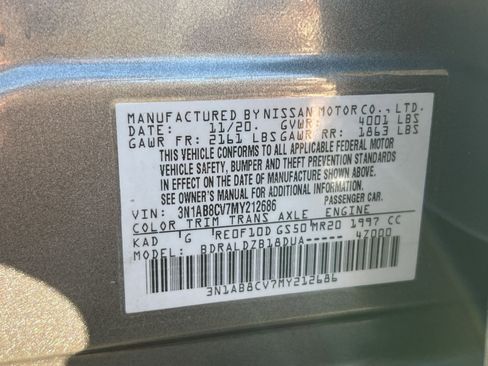 MANUFACTURED BY NISSAN MOTOR CO., LTD.
DATE: 11/20. GVWR: 4001 LBS
GAWR FR: 2161 LBS GAWR RR: 1863 LBS
THIS VEHICLE CONFORMS TO ALL APPLICABLE FEDERAL MOTOR
VEHICLE SAFETY, BUMPER AND THEFT PREVENTION STANDARDS
IN EFFECT ON THE DATE OF MANUFACTURE SHOWN ABOVE.
SEE OWNER'S MANUAL FOR ADDITIONAL INFORMATION.
VIN: 3N1AB8CV7MY212686 PASSENGER CAR.
COLOR TRIM TRANS AXLE ENGINE
KAD G RE0F10D GS50 MR20 1997 CC
MODEL: BDRALDZB18DUA----- 4Z000
3N1AB8CV7MY212686